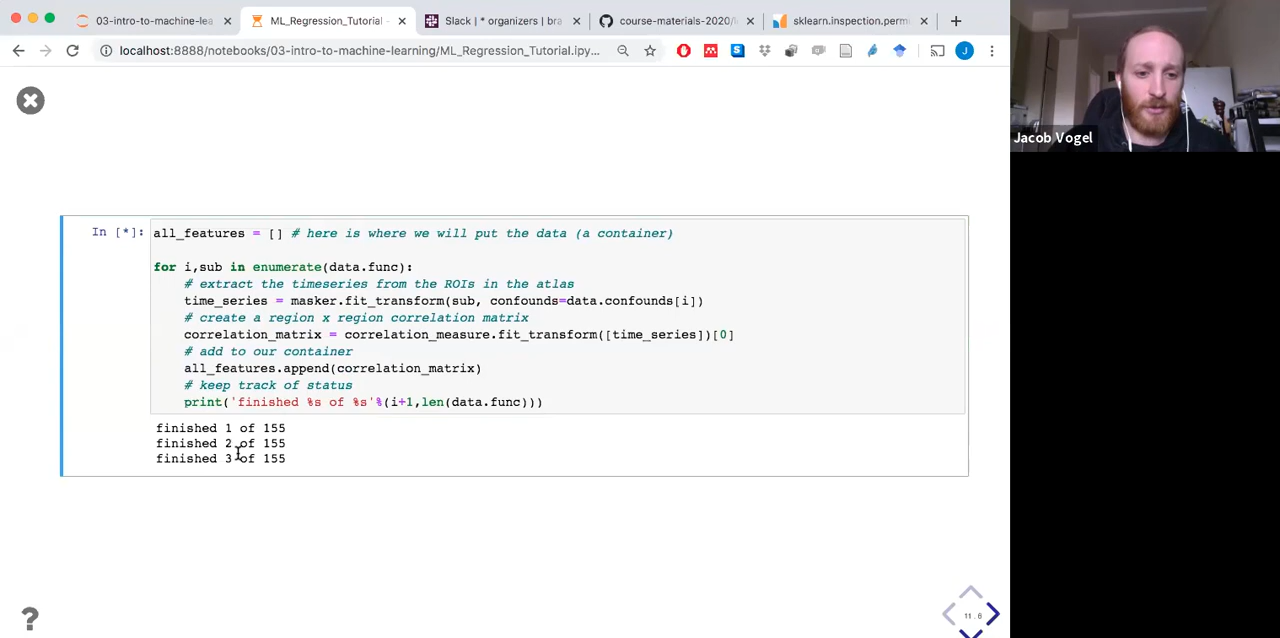 03-intro-to-machine-lea
ML_Regression_Tutorial
Slack | * organizers | bra
course-materials-2020/
sklearn.inspection.perm
localhost:8888/notebooks/03-intro-to-machine-learning/ML_Regression_Tutorial.ipy...
J
Jacob Vogel
In [*]:
all_features = [] # here is where we will put the data (a container)
for i,sub in enumerate(data.func):
# extract the timeseries from the ROIs in the atlas
time_series = masker.fit_transform(sub, confounds=data.confounds[i])
# create a region x region correlation matrix
correlation_matrix = correlation_measure.fit_transform([time_series])[0]
# add to our container
all_features.append(correlation_matrix)
# keep track of status
print('finished %s of %s'%(i+1,len(data.func)))
finished 1 of 155
finished 2 of 155
finished 3 of 155
?
11.6